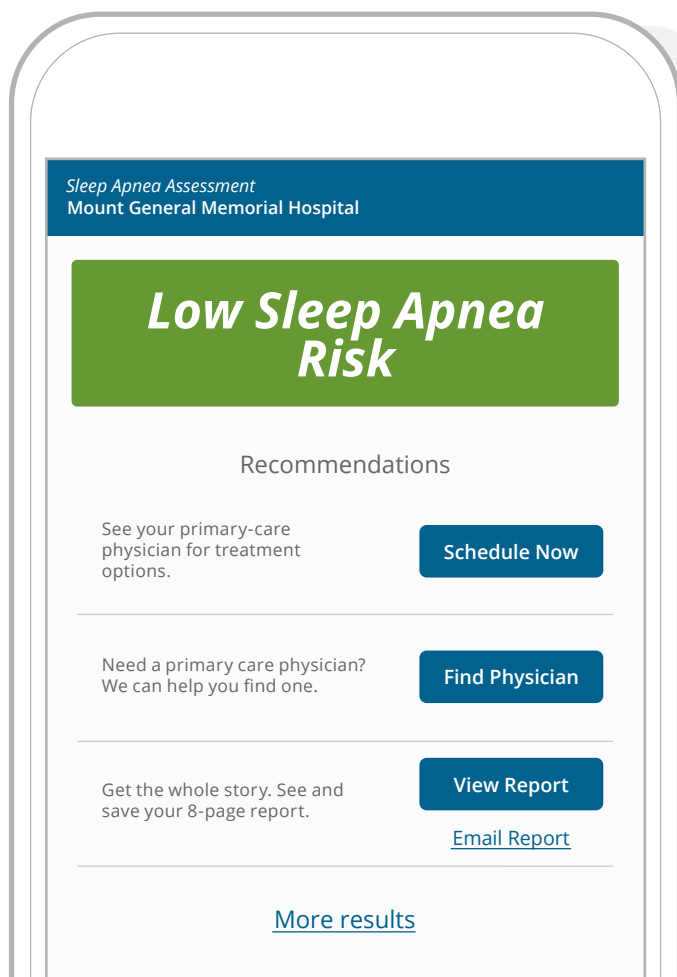 Sleep Apnea Assessment
Mount General Memorial Hospital
Low Sleep Apnea
Risk
Recommendations
See your primary-care
physician for treatment
options.
Schedule Now
Need a primary care physician?
We can help you find one.
Find Physician
Get the whole story. See and
save your 8-page report.
View Report
Email Report
More results